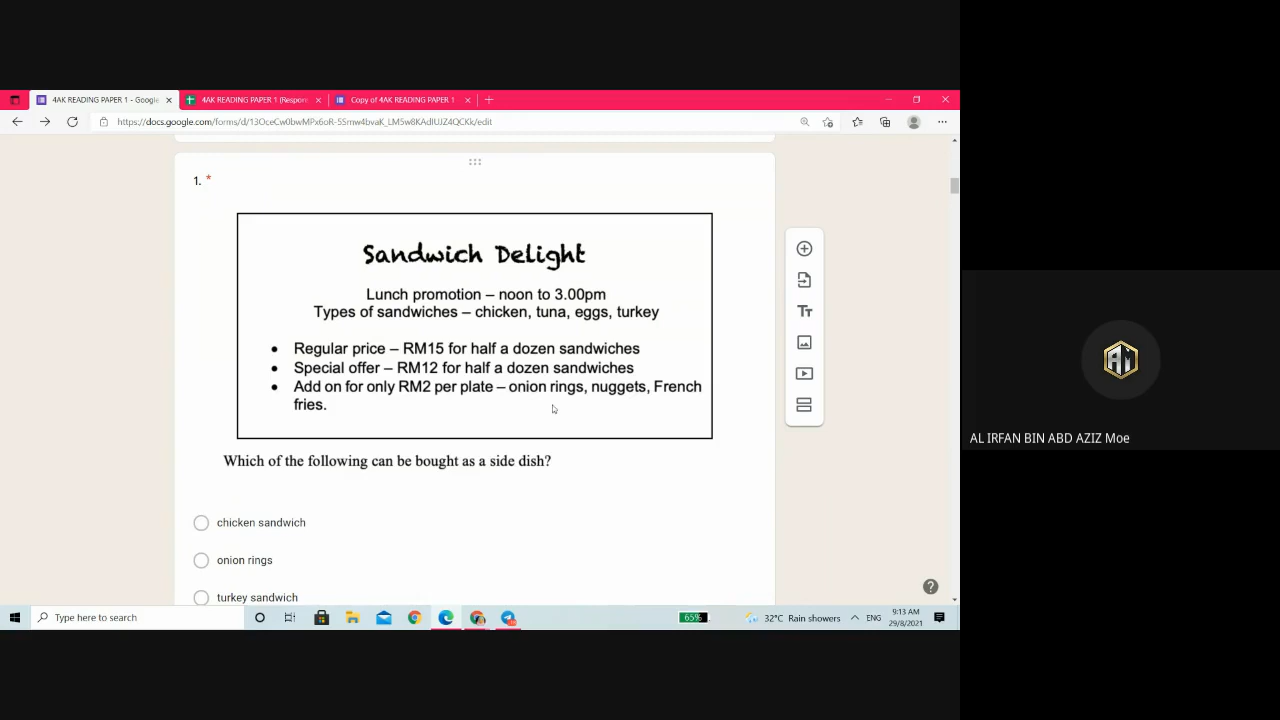 4AK READING PAPER 1 - Google
4AK READING PAPER 1 (Respon
Copy of 4AK READING PAPER 1
https://docs.google.com/forms/d/13OceCw0bwMPx6oR-5Smw4bvaK_LM5w8KAdIUJZ4QCKk/edit
1. *
Sandwich Delight
Lunch promotion – noon to 3.00pm
Types of sandwiches – chicken, tuna, eggs, turkey
• Regular price – RM15 for half a dozen sandwiches
• Special offer – RM12 for half a dozen sandwiches
• Add on for only RM2 per plate – onion rings, nuggets, French
fries.
Which of the following can be bought as a side dish?
chicken sandwich
onion rings
turkey sandwich
AM
AL IRFAN BIN ABD AZIZ Moe
Type here to search
65%
32°C Rain showers
ENG
9:13 AM
29/8/2021